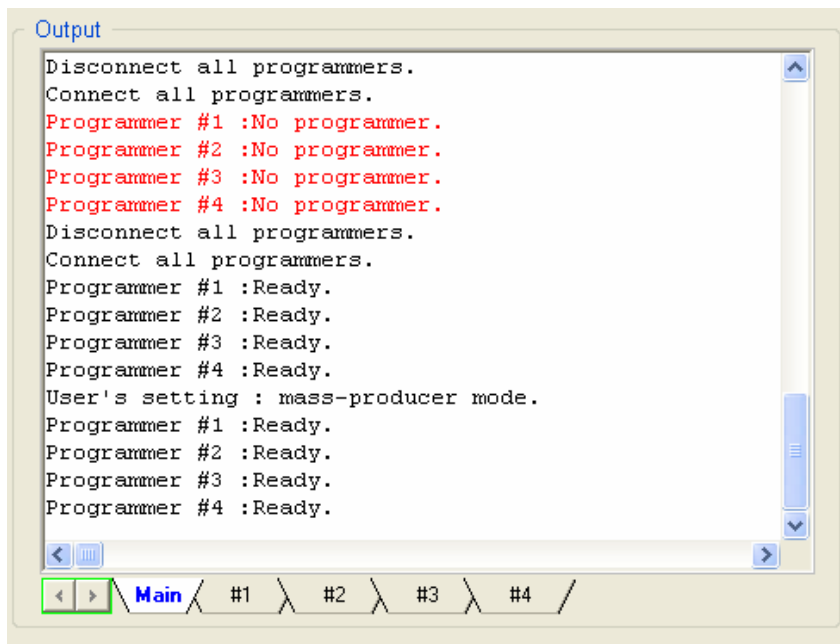 Output
Disconnect all programmers.
Connect all programmers.
Programmer #1 :No programmer.
Programmer #2 :No programmer.
Programmer #3 :No programmer.
Programmer #4 :No programmer.
Disconnect all programmers.
Connect all programmers.
Programmer #1 :Ready.
Programmer #2 :Ready.
Programmer #3 :Ready.
Programmer #4 :Ready.
User's setting : mass-producer mode.
Programmer #1 :Ready.
Programmer #2 :Ready.
Programmer #3 :Ready.
Programmer #4 :Ready.
Main #1 #2 #3 #4